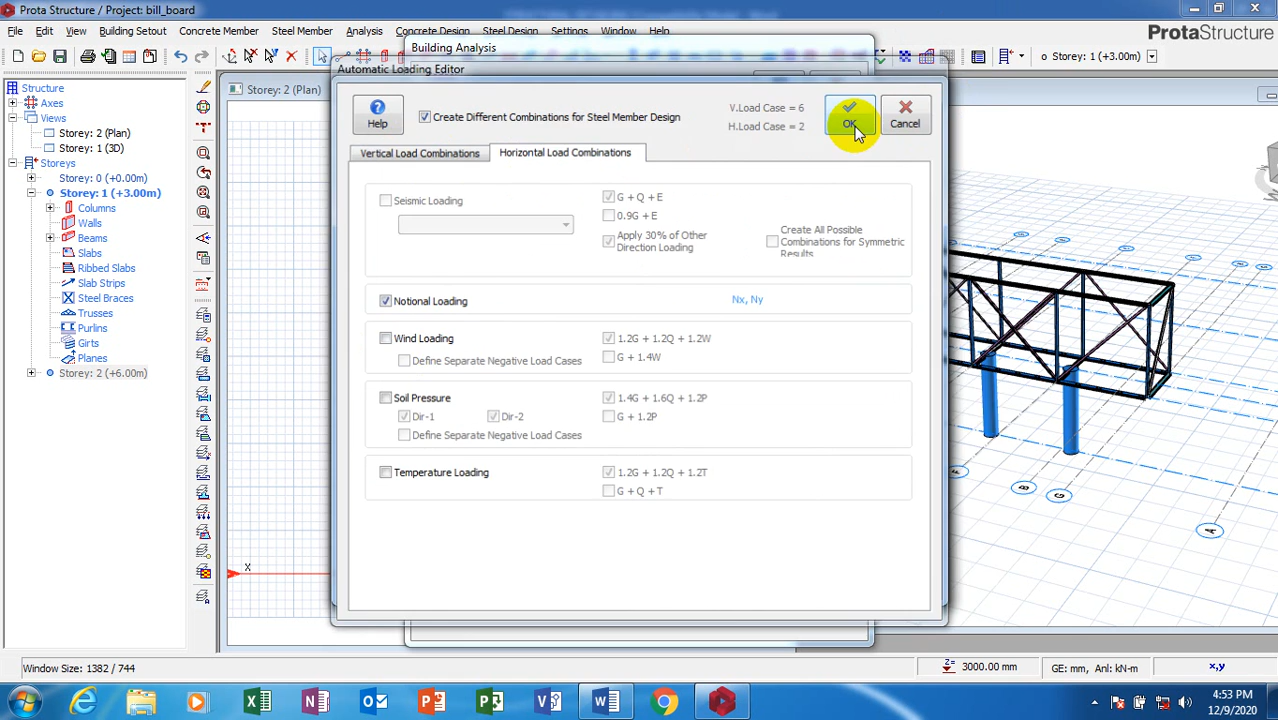 Prota Structure / Project: bill_board
File Edit View Building Setout Concrete Member Steel Member Analysis Concrete Design Steel Design Settings Window Help
ProtaStructure
Storey: 1 (+3.00m)
Structure
Axes
Views
Storey: 2 (Plan)
Storey: 1 (3D)
Storeys
Storey: 0 (+0.00m)
Storey: 1 (+3.00m)
Columns
Walls
Beams
Slabs
Ribbed Slabs
Slab Strips
Steel Braces
Trusses
Purlins
Girts
Planes
Storey: 2 (+6.00m)
Storey: 2 (Plan)
X
Building Analysis
Automatic Loading Editor
Help
Create Different Combinations for Steel Member Design
V.Load Case = 6
H.Load Case = 2
OK
Cancel
Vertical Load Combinations
Horizontal Load Combinations
Seismic Loading
G + Q + E
0.9G + E
Apply 30% of Other
Direction Loading
Create All Possible
Combinations for Symmetric
Results
Notional Loading
Nx, Ny
Wind Loading
1.2G + 1.2Q + 1.2W
Define Separate Negative Load Cases
G + 1.4W
Soil Pressure
1.4G + 1.6Q + 1.2P
Dir-1
Dir-2
G + 1.2P
Define Separate Negative Load Cases
Temperature Loading
1.2G + 1.2Q + 1.2T
G + Q + T
F
B
G
A
Window Size: 1382 / 744
Z=
3000.00 mm
GE: mm, Anl: kN-m
x,y
4:53 PM
12/9/2020